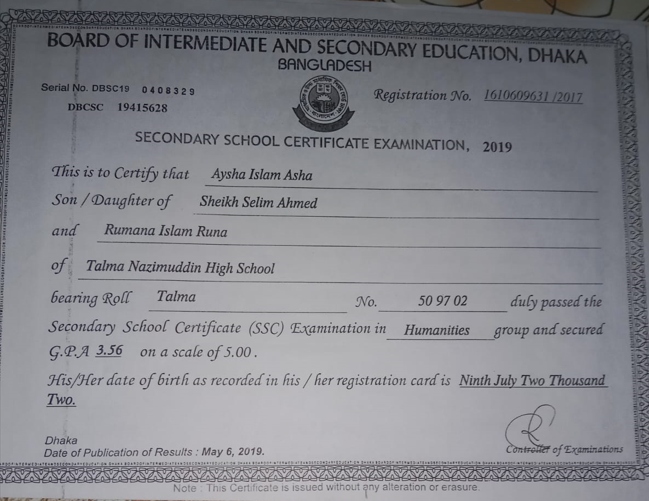 BOARD OF INTERMEDIATE AND SECONDARY EDUCATION, DHAKA
BANGLADESH
Serial No. DBSC19 0408329
DBCSC 19415628
Registration No. 1610609631 /2017
SECONDARY SCHOOL CERTIFICATE EXAMINATION, 2019
This is to Certify that Aysha Islam Asha
Son / Daughter of Sheikh Selim Ahmed
and Rumana Islam Runa
of Talma Nazimuddin High School
bearing Roll Talma No. 50 97 02 duly passed the
Secondary School Certificate (SSC) Examination in Humanities group and secured
G.P.A 3.56 on a scale of 5.00.
His/Her date of birth as recorded in his / her registration card is Ninth July Two Thousand
Two.
Dhaka
Date of Publication of Results : May 6, 2019.
Controller of Examinations
Note : This Certificate is issued without any alteration or erasure.